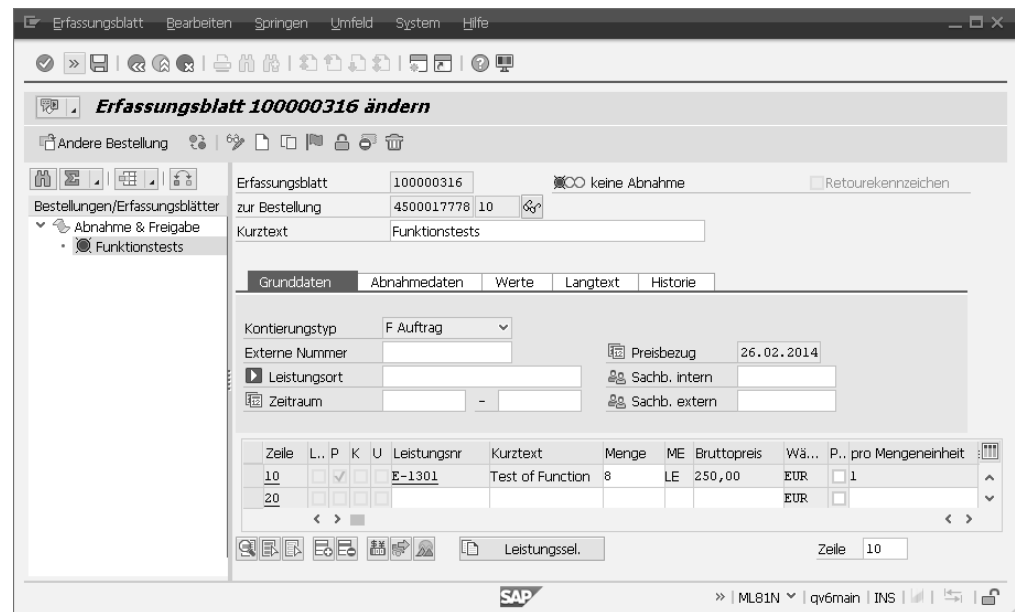 Erfassungsblatt Bearbeiten Springen Umfeld System Hilfe
Erfassungsblatt 100000316 ändern
Andere Bestellung
Erfassungsblatt 100000316 keine Abnahme Retourekennzeichen
Bestellungen/Erfassungsblätter
zur Bestellung 4500017778 10
Abnahme & Freigabe
Kurztext Funktionstests
Funktionstests
Grunddaten Abnahmedaten Werte Langtext Historie
Kontierungstyp F Auftrag
Externe Nummer Preisbezug 26.02.2014
Leistungsort Sachb. intern
Zeitraum - Sachb. extern
Zeile L.. P K U Leistungsnr Kurztext Menge ME Bruttopreis Wä... P.. pro Mengeneinheit
10 E-1301 Test of Function 8 LE 250,00 EUR 1
20 EUR
Leistungssel. Zeile 10
SAP » | ML81N | qv6main | INS